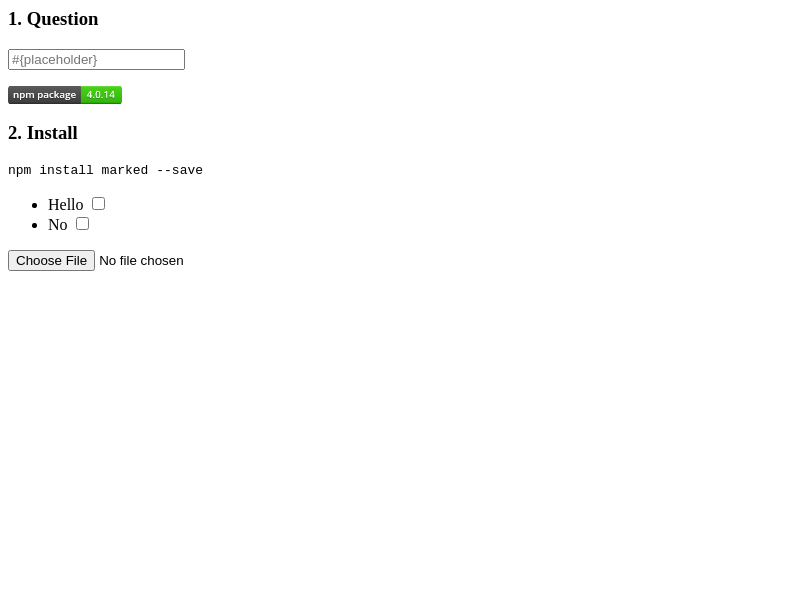 1. Question
#{placeholder}
npm package 4.0.14
2. Install
npm install marked --save
Hello
No
Choose File No file chosen